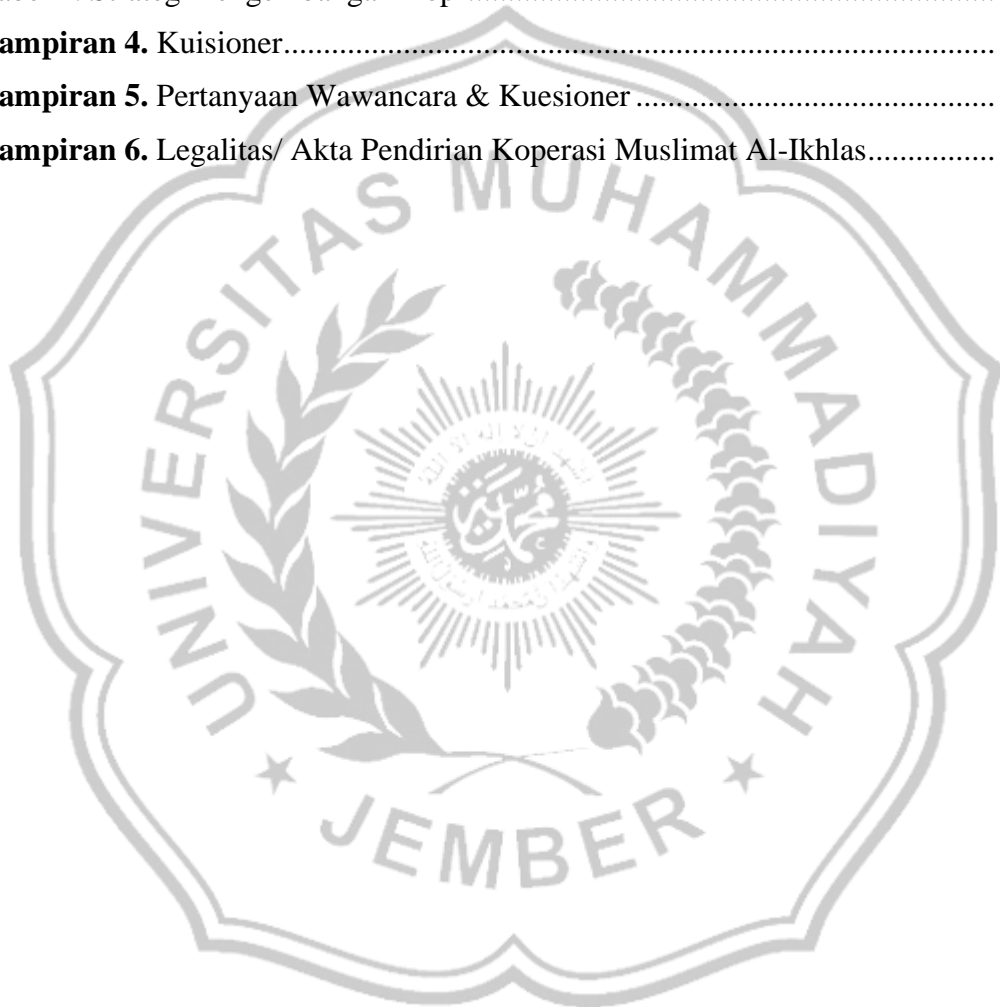 ampiran 4. Kuisioner
ampiran 5. Pertanyaan Wawancara & Kuesioner
ampiran 6. Legalitas/ Akta Pendirian Koperasi Muslimat Al-Ikhlas
UNIVERSITAS MUHAMMADIYAH
JEMBER